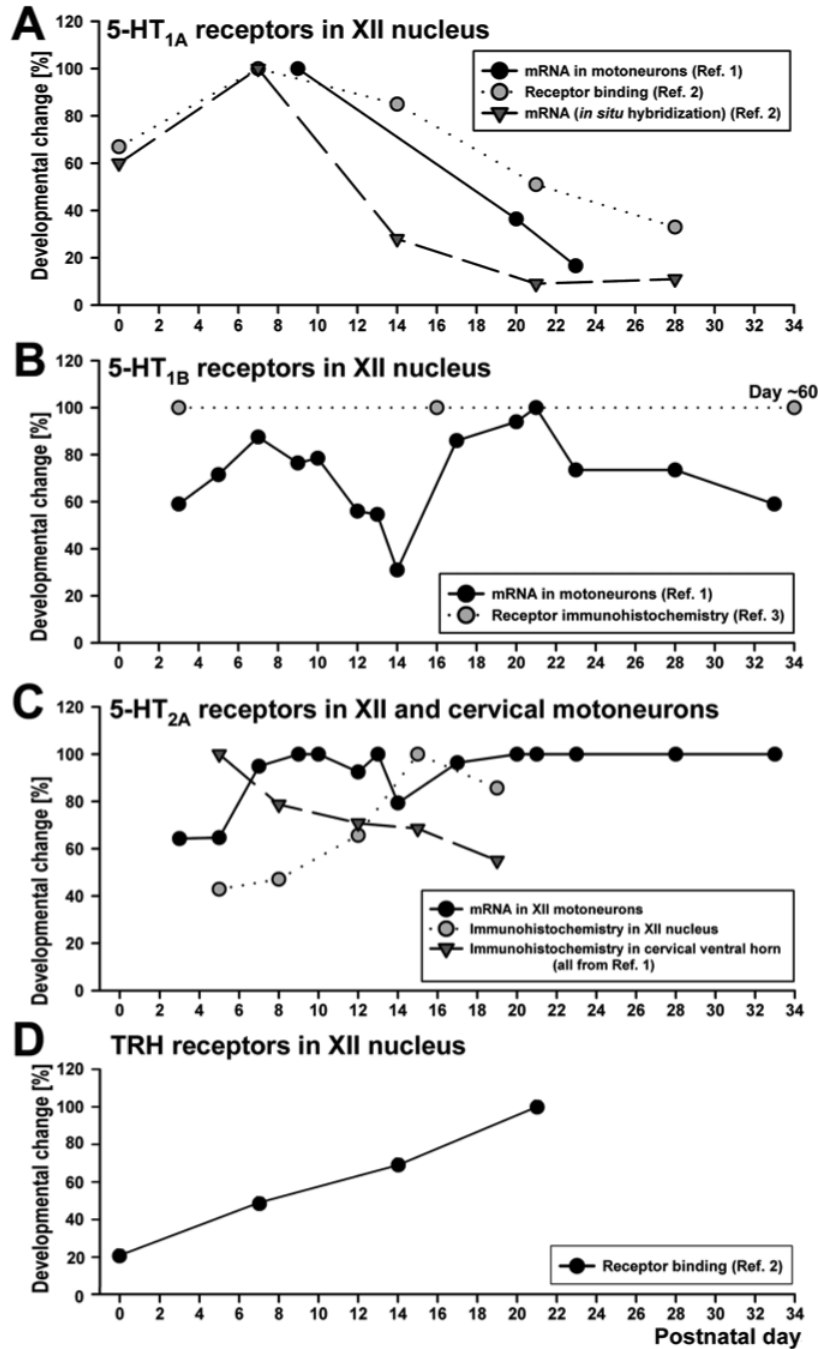 A
5-HT1A receptors in XII nucleus
Developmental change [%]
120
100
80
60
40
20
0
mRNA in motoneurons (Ref. 1)
Receptor binding (Ref. 2)
mRNA (in situ hybridization) (Ref. 2)
0 2 4 6 8 10 12 14 16 18 20 22 24 26 28 30 32 34
B
5-HT1B receptors in XII nucleus
Developmental change [%]
120
100
80
60
40
20
0
Day ~60
mRNA in motoneurons (Ref. 1)
Receptor immunohistochemistry (Ref. 3)
0 2 4 6 8 10 12 14 16 18 20 22 24 26 28 30 32 34
C
5-HT2A receptors in XII and cervical motoneurons
Developmental change [%]
120
100
80
60
40
20
0
mRNA in XII motoneurons
Immunohistochemistry in XII nucleus
Immunohistochemistry in cervical ventral horn
(all from Ref. 1)
0 2 4 6 8 10 12 14 16 18 20 22 24 26 28 30 32 34
D
TRH receptors in XII nucleus
Developmental change [%]
120
100
80
60
40
20
0
Receptor binding (Ref. 2)
0 2 4 6 8 10 12 14 16 18 20 22 24 26 28 30 32 34
Postnatal day